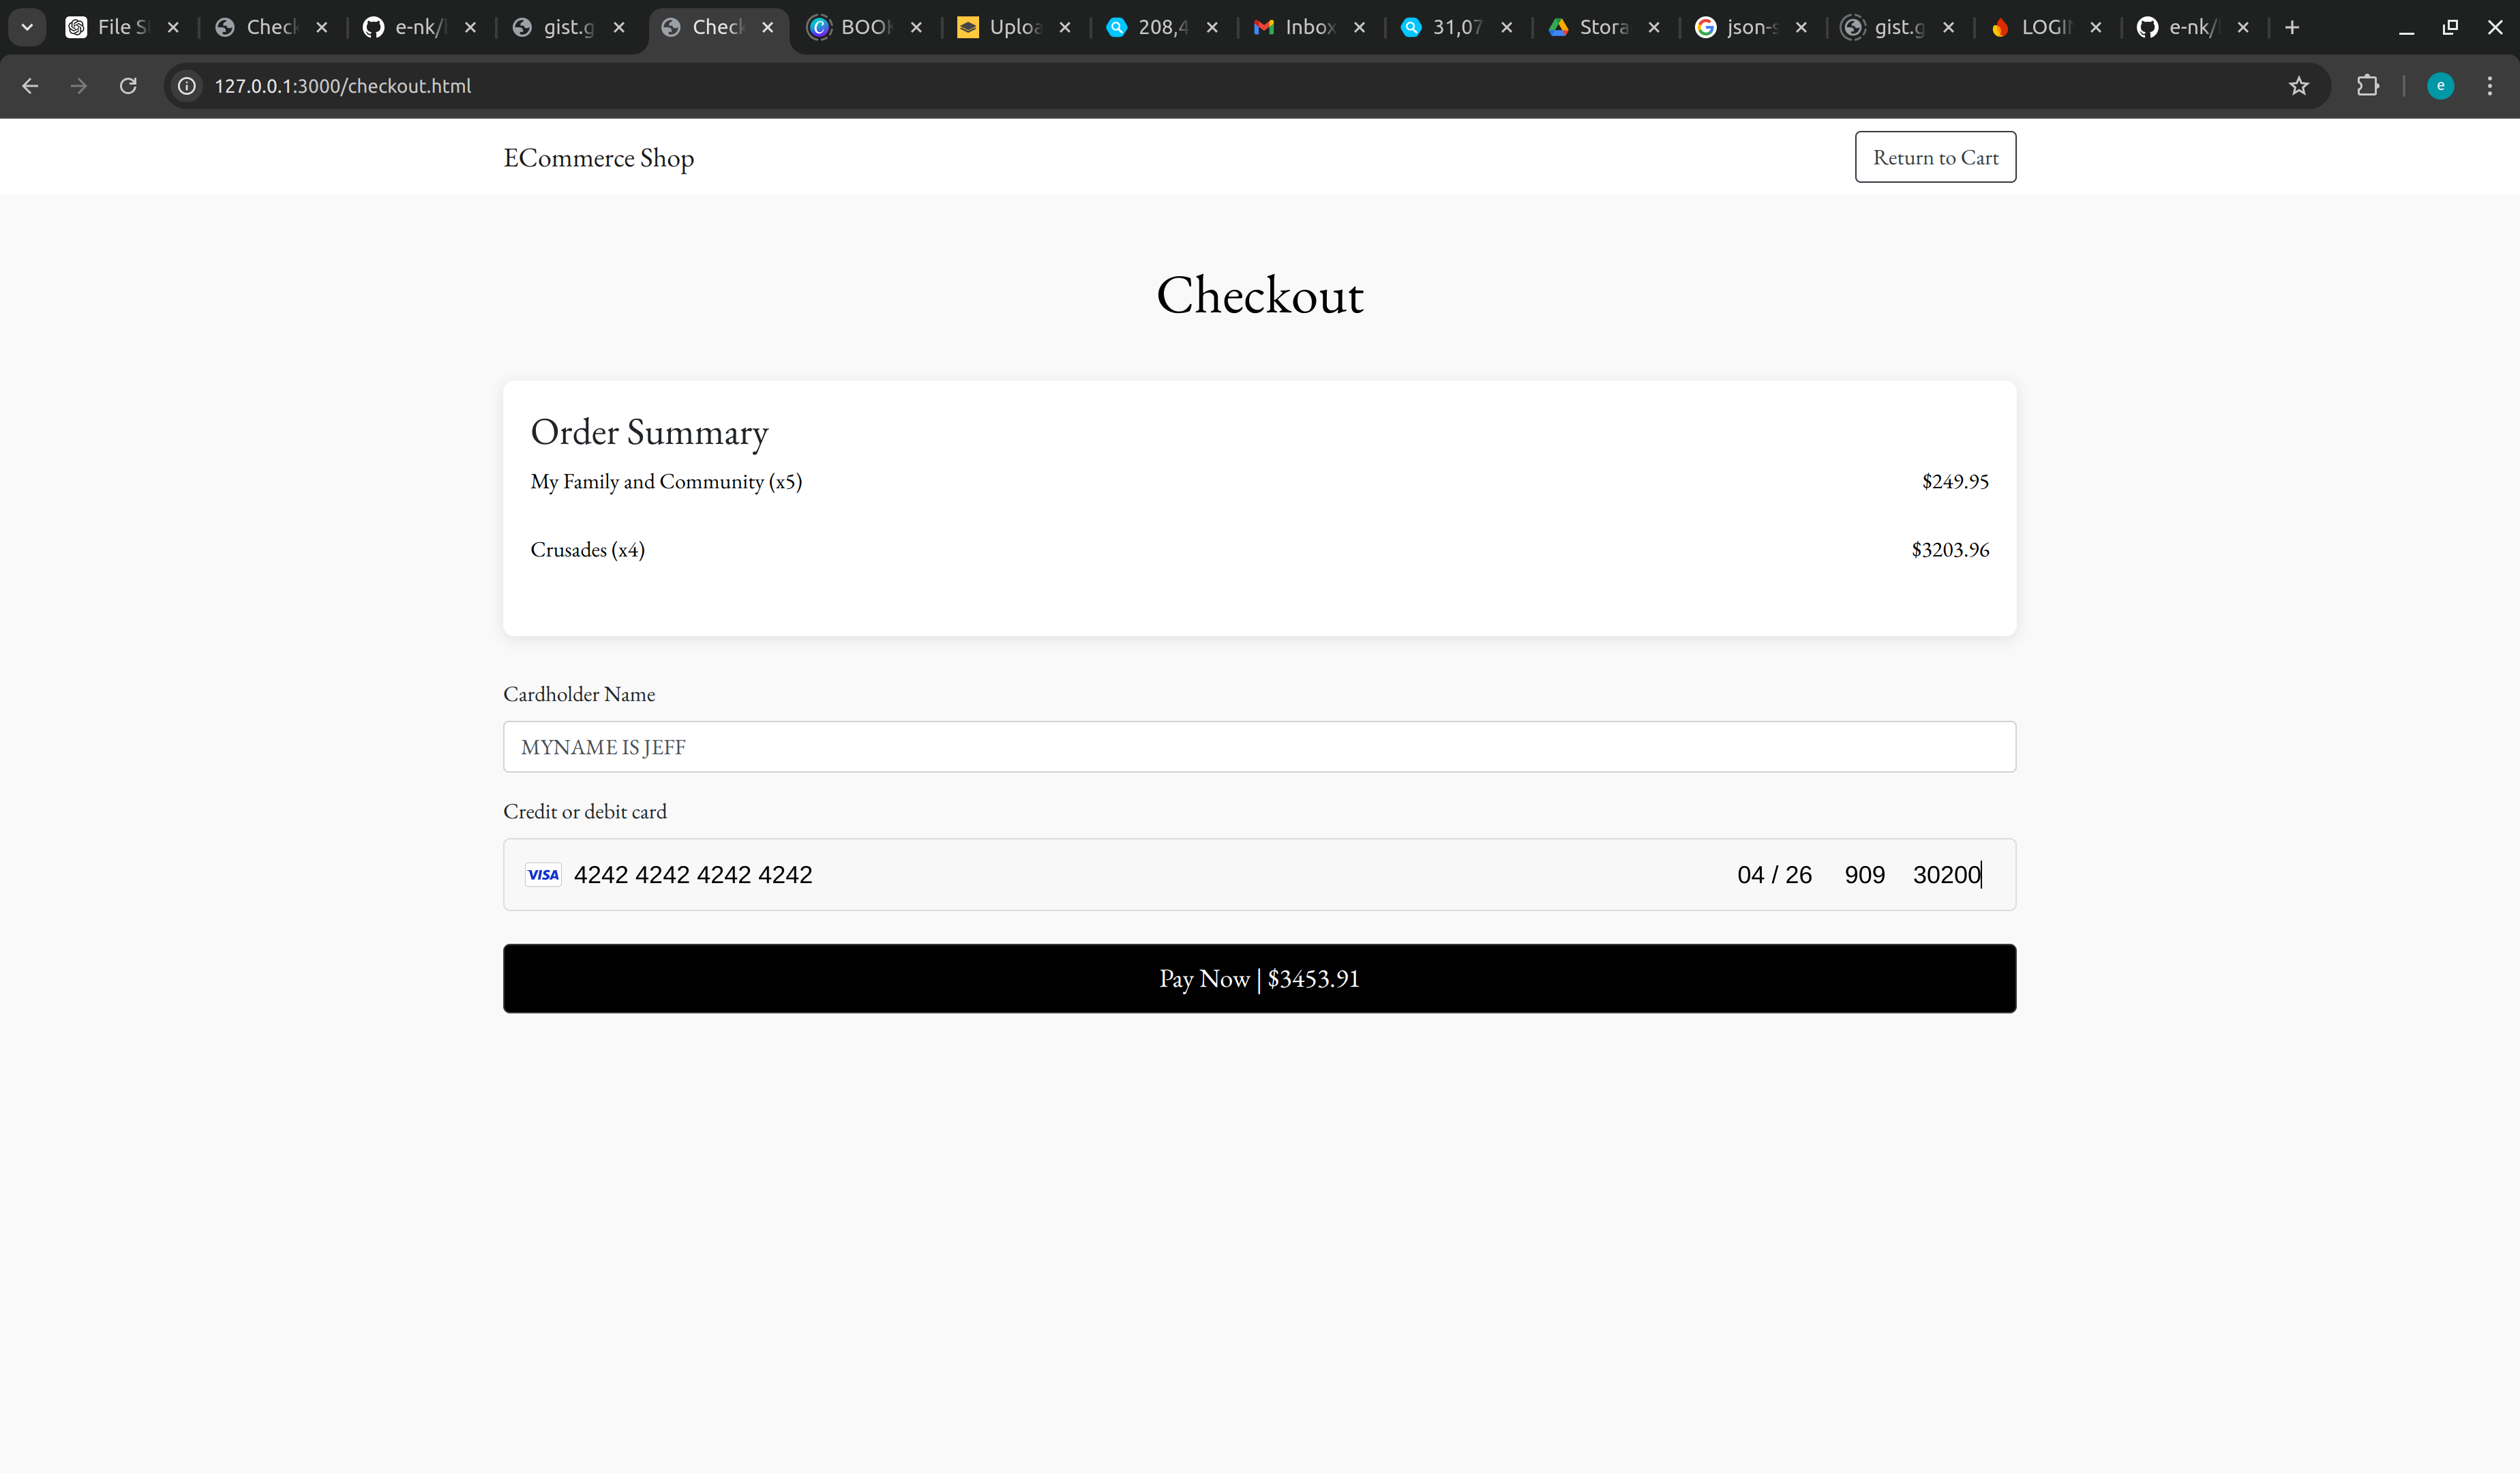 File S
Check
e-nk/
gist.g
Check
BOOK
Uploa
208,4
Inbox
31,07
Stora
json-s
gist.g
LOGIN
e-nk/
127.0.0.1:3000/checkout.html
e
ECommerce Shop
Return to Cart
Checkout
Order Summary
My Family and Community (x5) $249.95
Crusades (x4) $3203.96
Cardholder Name
MYNAME IS JEFF
Credit or debit card
VISA 4242 4242 4242 4242 04 / 26 909 30200
Pay Now | $3453.91